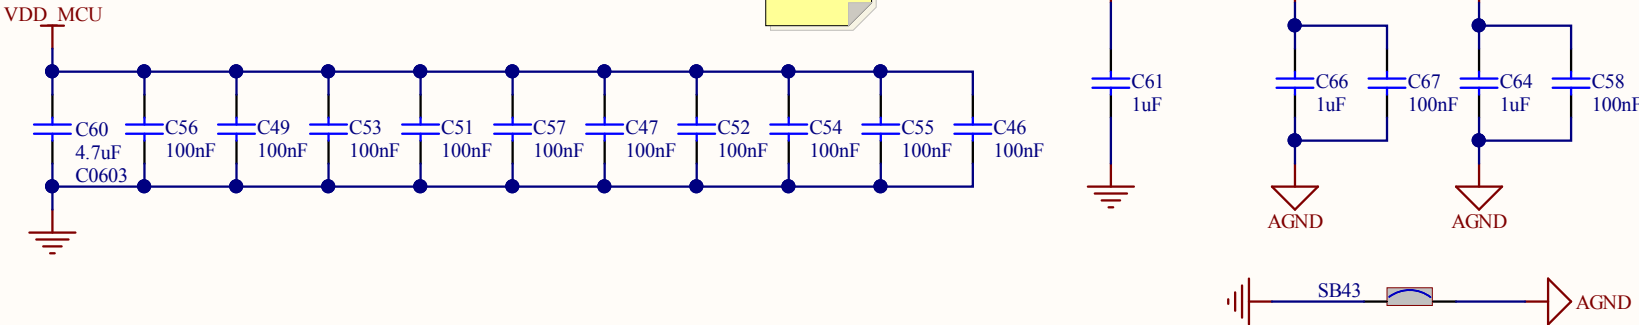 VDD_MCU
C60
4.7uF
C0603
C56
100nF
C49
100nF
C53
100nF
C51
100nF
C57
100nF
C47
100nF
C52
100nF
C54
100nF
C55
100nF
C46
100nF
C61
1uF
C66
1uF
C67
100nF
C64
1uF
C58
100nF
AGND
AGND
SB43
AGND